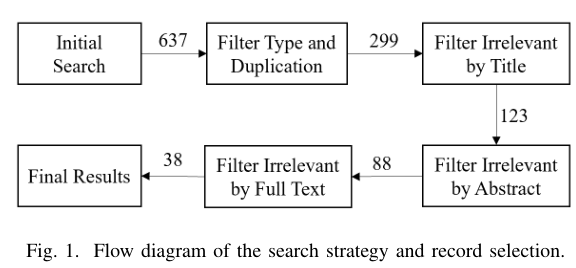 Initial
Search
637
Filter Type and
Duplication
299
Filter Irrelevant
by Title
123
Filter Irrelevant
by Abstract
88
Filter Irrelevant
by Full Text
38
Final Results
Fig. 1. Flow diagram of the search strategy and record selection.